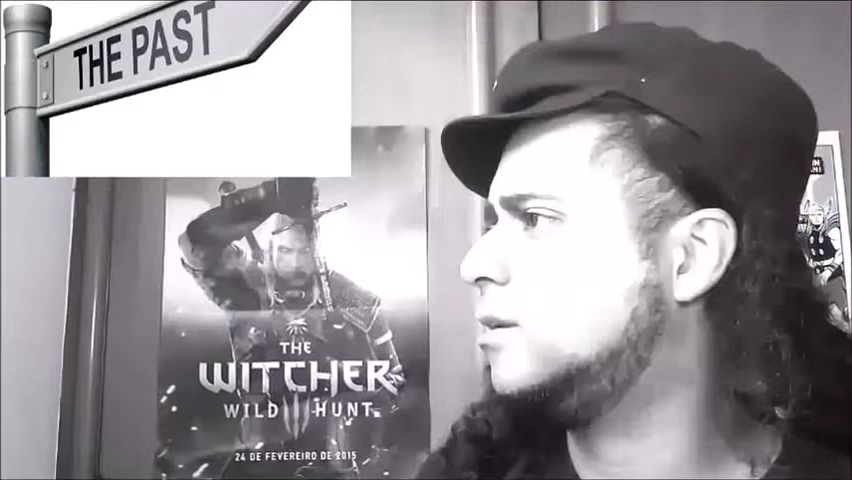 THE PAST
THE
WITCHER
WILD HUNT
24 DE FEVEREIRO DE 2015